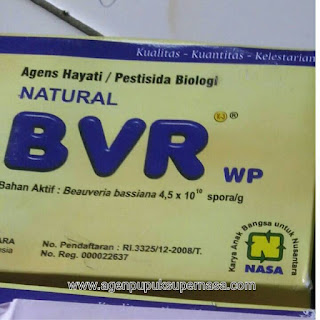 Kualitas - Kuantitas - Kelestarian
Agens Hayati / Pestisida Biologi
NATURAL
BVR ®
WP
Bahan Aktif : Beauveria bassiana 4,5 x 10¹⁰ spora/g
No. Pendaftaran : RI.3325/12-2008/T.
No. Reg. 000022637
Karya Anak Bangsa untuk Nusantara
N
NASA
www.agenpupuksupernasa.com